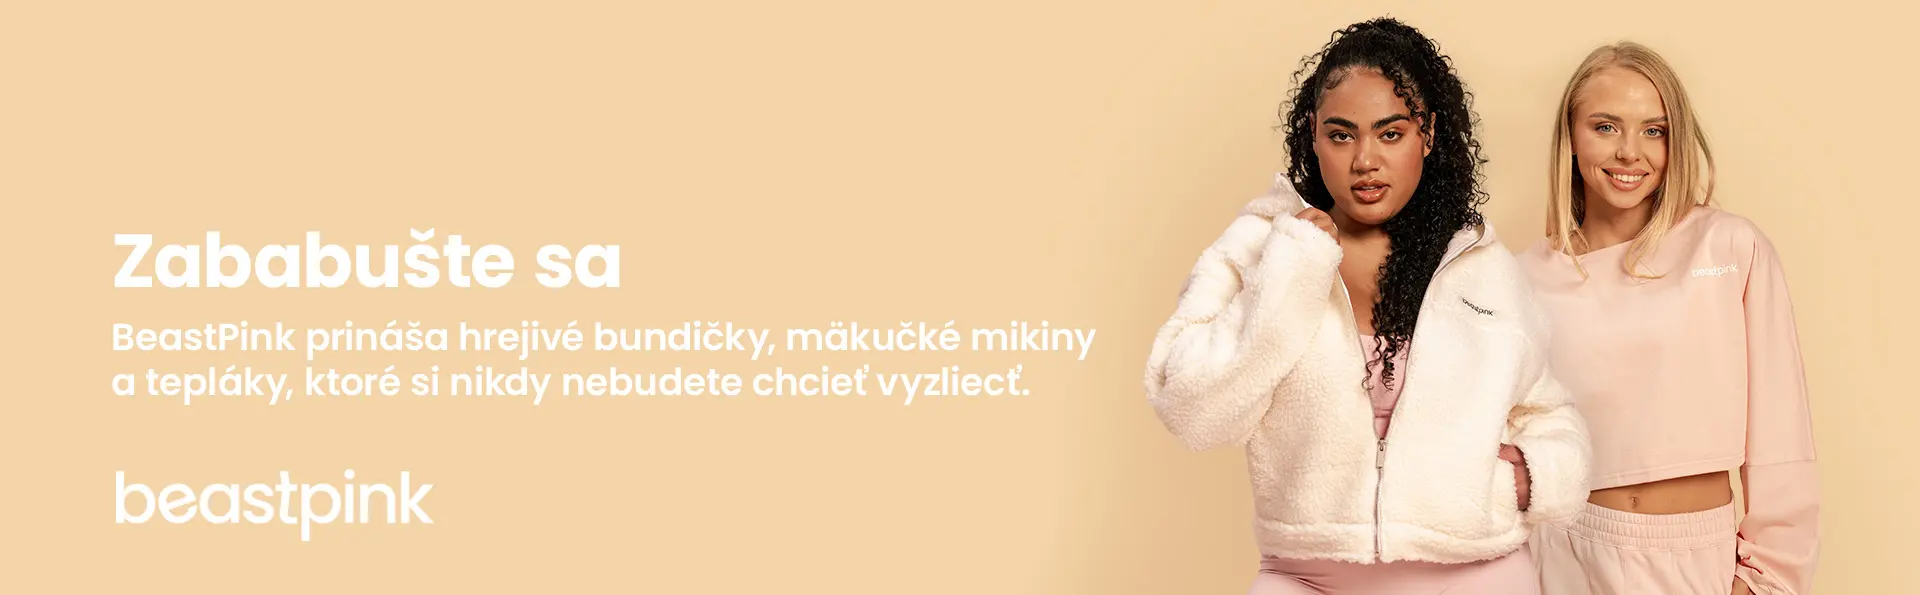 Zababušte sa
BeastPink prináša hrejivé bundičky, mäkučké mikiny
a tepláky, ktoré si nikdy nebudete chcieť vyzliecť.
beastpink
beastpink
beastpink